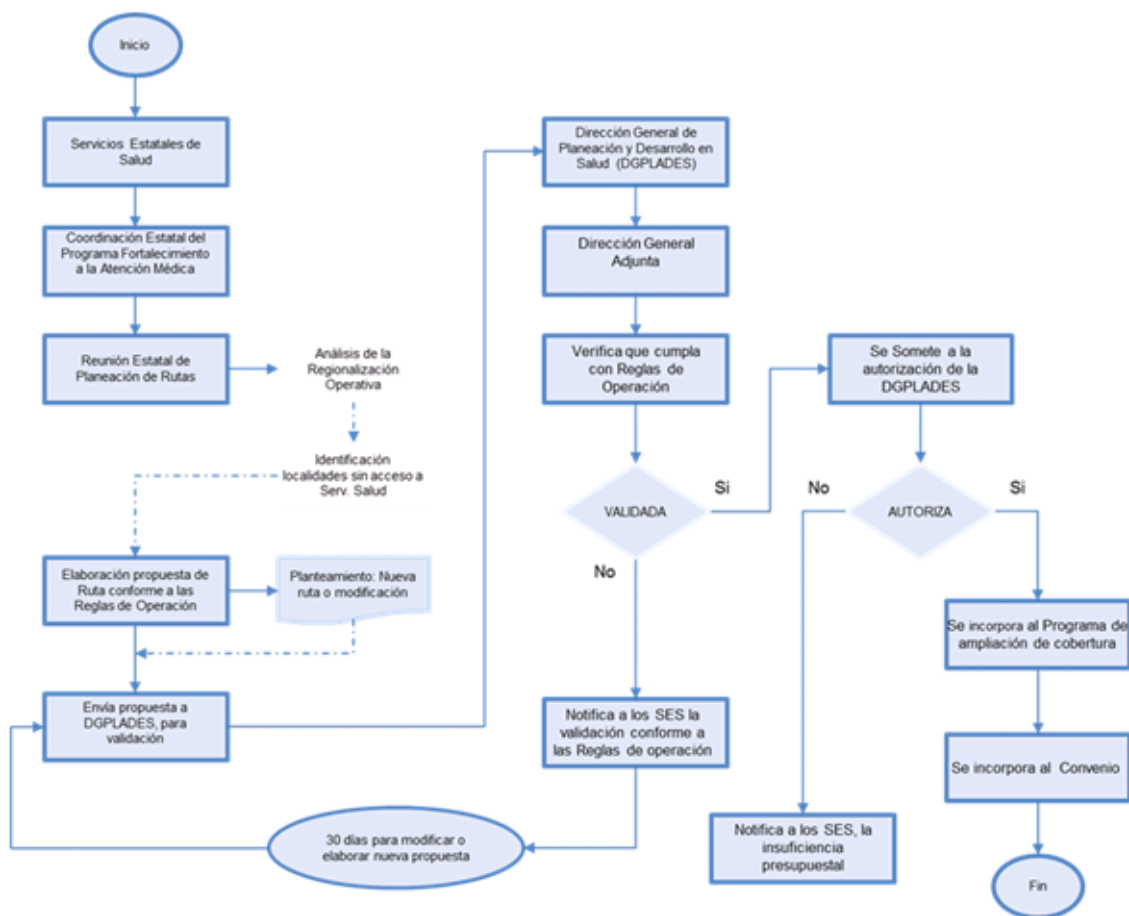 Inicio
Servicios Estatales de
Salud
Coordinación Estatal del
Programa Fortalecimiento
a la Atención Médica
Reunión Estatal de
Planeación de Rutas
Análisis de la
Regionalización
Operativa
Identificación
localidades sin acceso a
Serv. Salud
Elaboración propuesta de
Ruta conforme a las
Reglas de Operación
Planteamiento: Nueva
ruta o modificación
Envía propuesta a
DGPLADES, para
validación
30 días para modificar o
elaborar nueva propuesta
Dirección General de
Planeación y Desarrollo en
Salud (DGPLADES)
Dirección General
Adjunta
Verifica que cumpla
con Reglas de
Operación
VALIDADA
Si
No
Notifica a los SES la
validación conforme a
las Reglas de operación
Se Somete a la
autorización de la
DGPLADES
AUTORIZA
No
Si
Notifica a los SES, la
insuficiencia
presupuestal
Se incorpora al Programa de
ampliación de cobertura
Se incorpora al Convenio
Fin